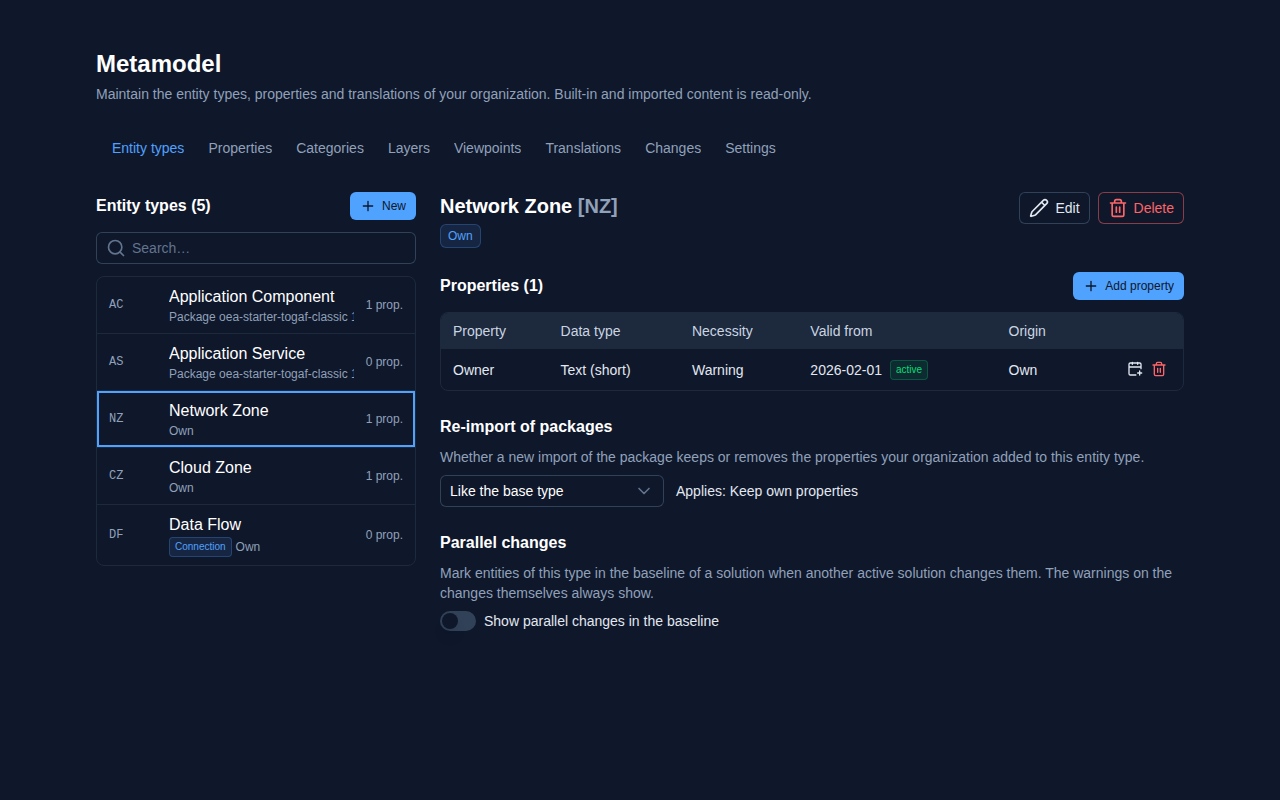 Metamodel
Maintain the entity types, properties and translations of your organization. Built-in and imported content is read-only.
Entity types Properties Categories Layers Viewpoints Translations Changes Settings
Entity types (5)
New
Search…
AC Application Component 1 prop.
Package oea-starter-togaf-classic
AS Application Service 0 prop.
Package oea-starter-togaf-classic
NZ Network Zone 1 prop.
Own
CZ Cloud Zone 1 prop.
Own
DF Data Flow 0 prop.
Connection Own
Network Zone [NZ]
Edit Delete
Own
Properties (1)
Add property
Property Data type Necessity Valid from Origin
Owner Text (short) Warning 2026-02-01 active Own
Re-import of packages
Whether a new import of the package keeps or removes the properties your organization added to this entity type.
Like the base type Applies: Keep own properties
Parallel changes
Mark entities of this type in the baseline of a solution when another active solution changes them. The warnings on the
changes themselves always show.
Show parallel changes in the baseline